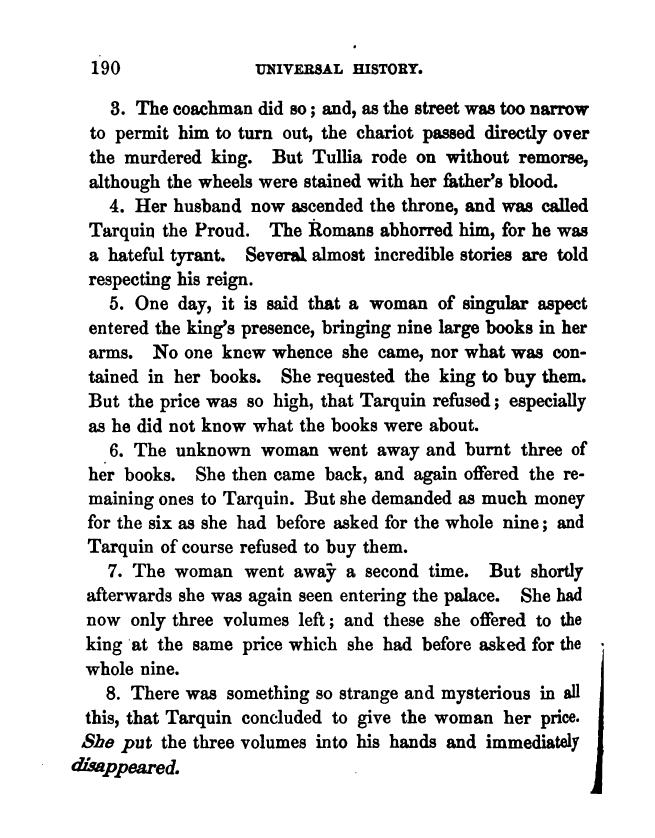 190 UNIVERSAL HISTORY.
3. The coachman did so; and, as the street was too narrow
to permit him to turn out, the chariot passed directly over
the murdered king. But Tullia rode on without remorse,
although the wheels were stained with her father's blood.
4. Her husband now ascended the throne, and was called
Tarquin the Proud. The Romans abhorred him, for he was
a hateful tyrant. Several almost incredible stories are told
respecting his reign.
5. One day, it is said that a woman of singular aspect
entered the king's presence, bringing nine large books in her
arms. No one knew whence she came, nor what was con-
tained in her books. She requested the king to buy them.
But the price was so high, that Tarquin refused; especially
as he did not know what the books were about.
6. The unknown woman went away and burnt three of
her books. She then came back, and again offered the re-
maining ones to Tarquin. But she demanded as much money
for the six as she had before asked for the whole nine; and
Tarquin of course refused to buy them.
7. The woman went away a second time. But shortly
afterwards she was again seen entering the palace. She had
now only three volumes left; and these she offered to the
king at the same price which she had before asked for the
whole nine.
8. There was something so strange and mysterious in all
this, that Tarquin concluded to give the woman her price.
She put the three volumes into his hands and immediately
disappeared.